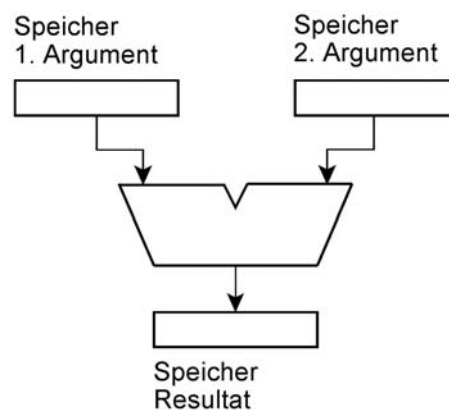 Speicher
1. Argument
Speicher
2. Argument
Speicher
Resultat